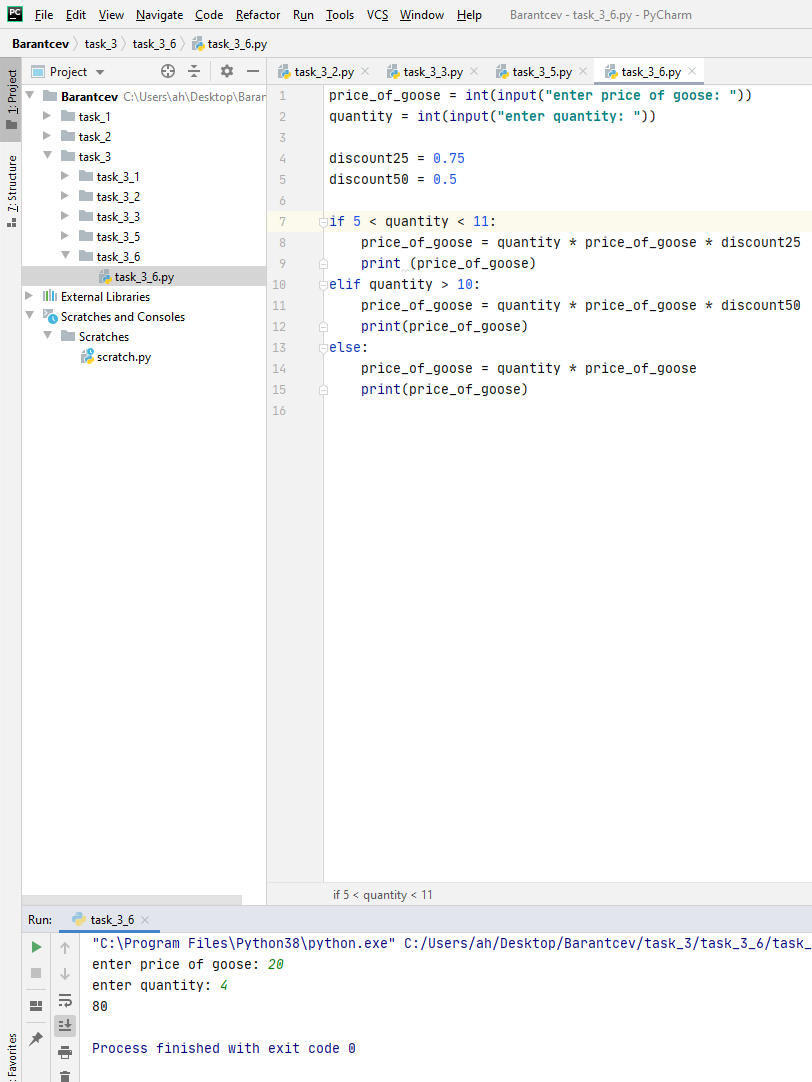 PC File Edit View Navigate Code Refactor Run Tools VCS Window Help Barantcev - task_3_6.py - PyCharm
Barantcev task_3 task_3_6 task_3_6.py
1: Project
7: Structure
Project
Barantcev C:\Users\ah\Desktop\Baran
task_1
task_2
task_3
task_3_1
task_3_2
task_3_3
task_3_5
task_3_6
task_3_6.py
External Libraries
Scratches and Consoles
Scratches
scratch.py
task_3_2.py task_3_3.py task_3_5.py task_3_6.py
1 price_of_goose = int(input("enter price of goose: "))
2 quantity = int(input("enter quantity: "))
3
4 discount25 = 0.75
5 discount50 = 0.5
6
7 if 5 < quantity < 11:
8 price_of_goose = quantity * price_of_goose * discount25
9 print (price_of_goose)
10 elif quantity > 10:
11 price_of_goose = quantity * price_of_goose * discount50
12 print(price_of_goose)
13 else:
14 price_of_goose = quantity * price_of_goose
15 print(price_of_goose)
16
if 5 < quantity < 11
Run: task_3_6
"C:\Program Files\Python38\python.exe" C:/Users/ah/Desktop/Barantcev/task_3/task_3_6/task_
enter price of goose: 20
enter quantity: 4
80
Process finished with exit code 0
: Favorites